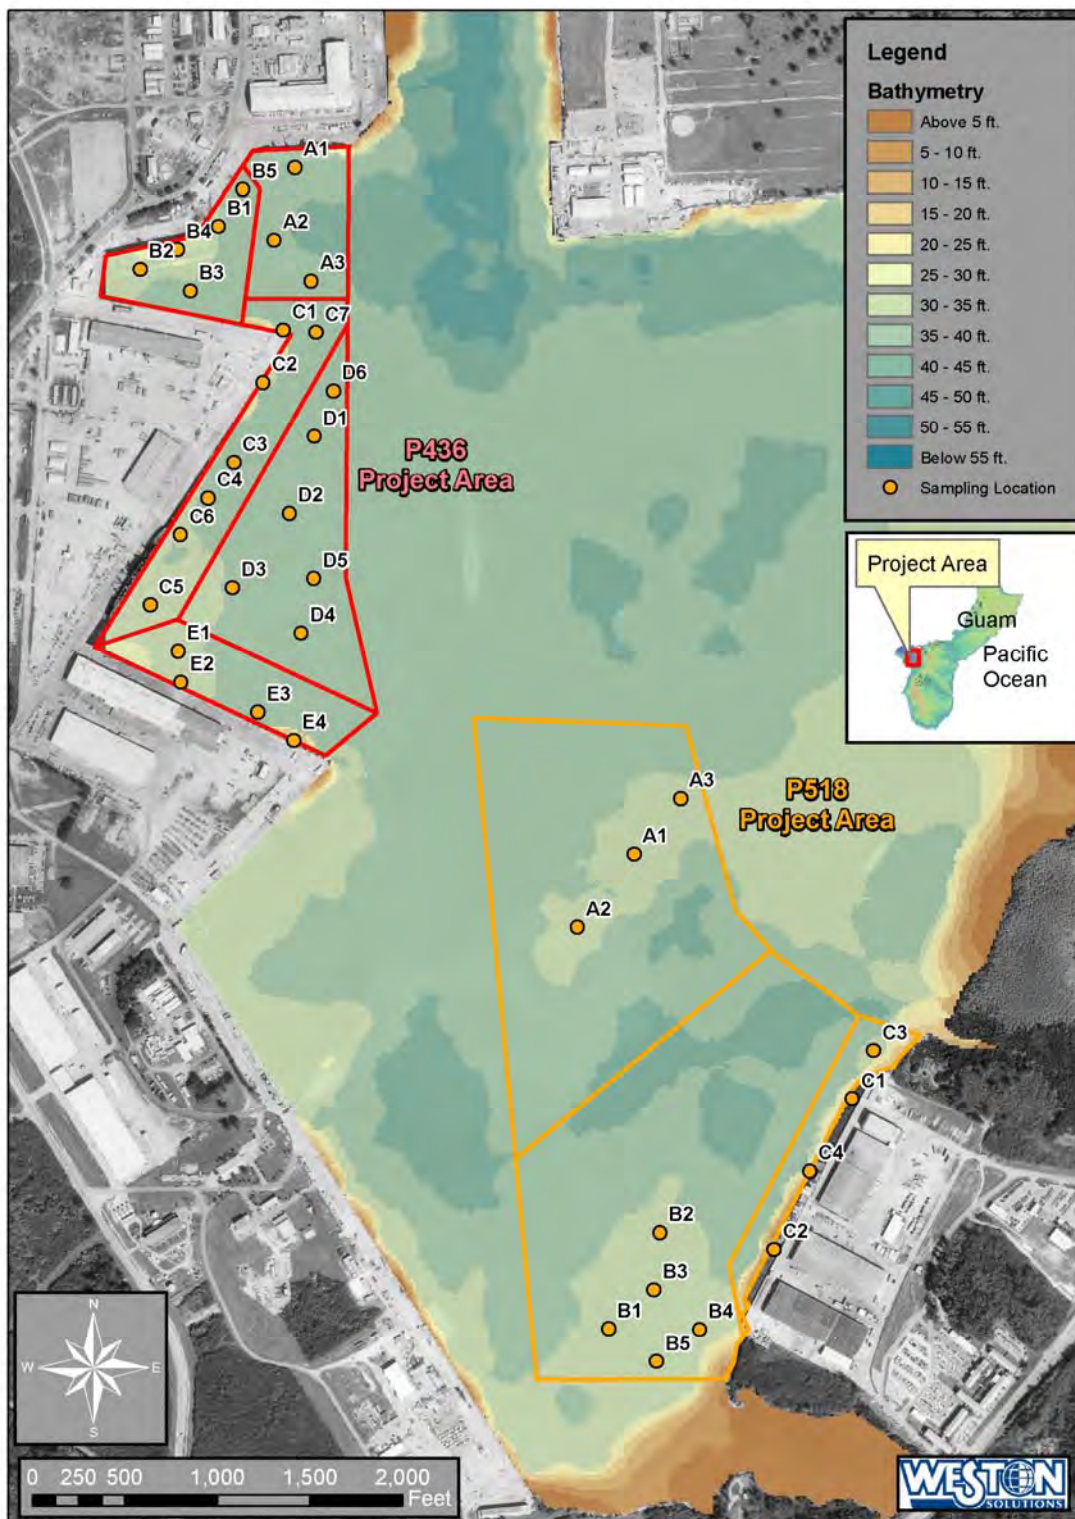 Legend
Bathymetry
Above 5 ft.
5 - 10 ft.
10 - 15 ft.
15 - 20 ft.
20 - 25 ft.
25 - 30 ft.
30 - 35 ft.
35 - 40 ft.
40 - 45 ft.
45 - 50 ft.
50 - 55 ft.
Below 55 ft.
Sampling Location
Project Area
Guam
Pacific
Ocean
A1
B5
B1
A2
B4
B2
B3
A3
C1
C7
C2
D6
D1
P436
Project Area
C3
C4
D2
C6
D5
D3
C5
D4
E1
E2
E3
E4
P518
Project Area
A3
A1
A2
C3
C1
C4
C2
B2
B3
B1
B4
B5
N
W
E
S
0 250 500 1,000 1,500 2,000
Feet
WESTON
SOLUTIONS